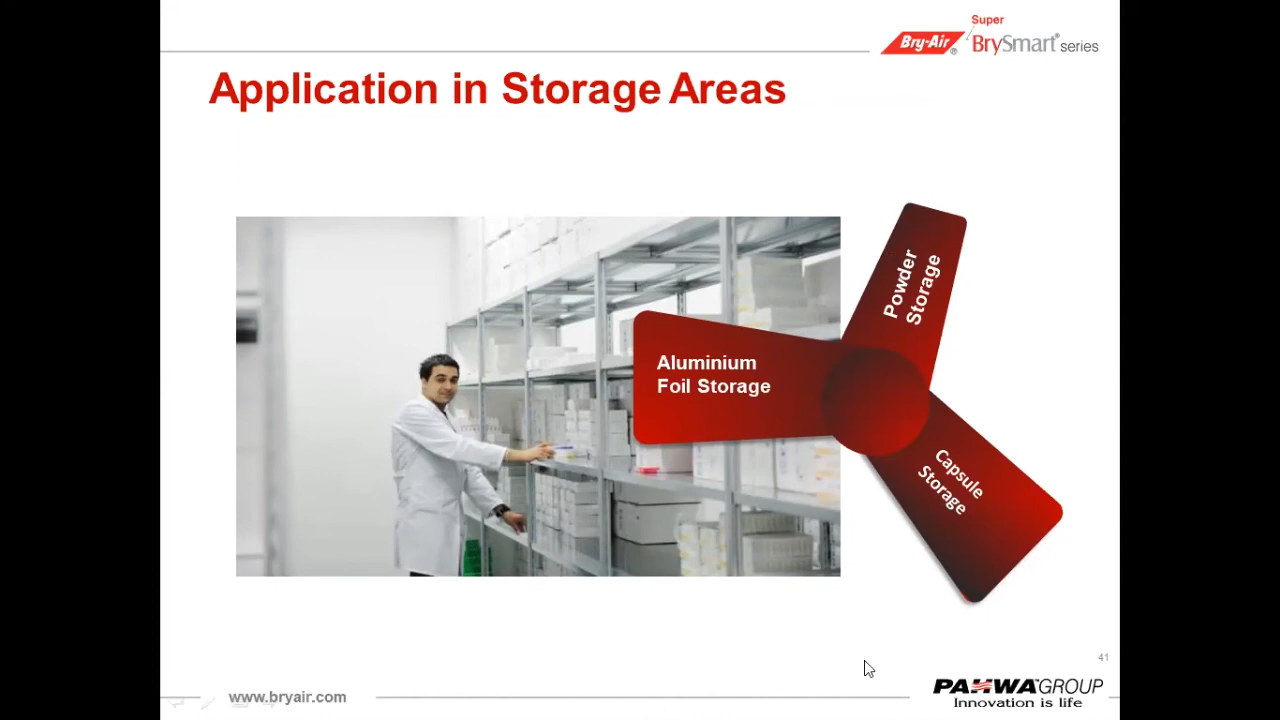 Super
Bry-Air®
BrySmart® series
Application in Storage Areas
Powder
Storage
Aluminium
Foil Storage
Capsule
Storage
41
www.bryair.com
PAHWA GROUP
Innovation is life